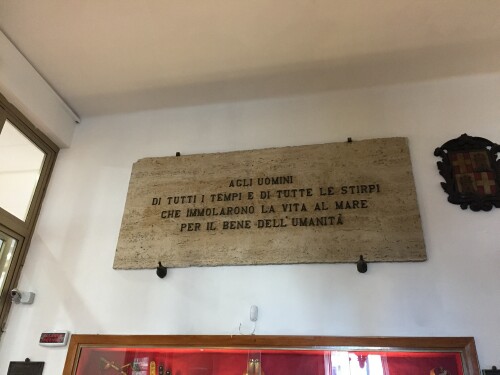 AGLI UOMINI
DI TUTTI I TEMPI E DI TUTTE LE STIRPI
CHE IMMOLARONO LA VITA AL MARE
PER IL BENE DELL'UMANITÁ